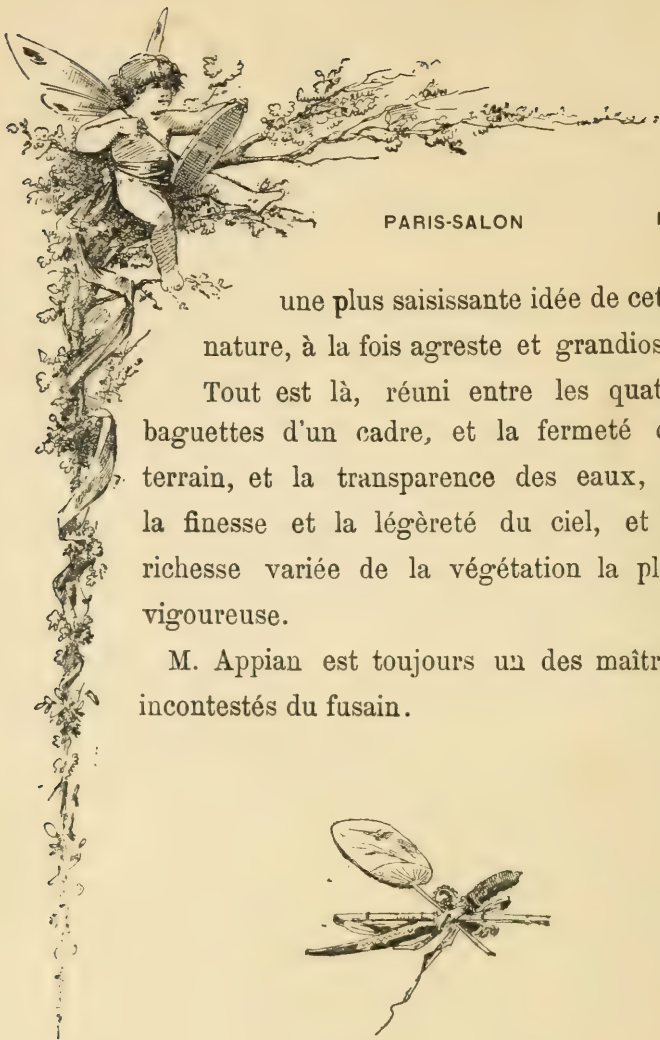 PARIS-SALON
une plus saisissante idée de cet
nature, à la fois agreste et grandios
Tout est là, réuni entre les quat
baguettes d'un cadre, et la fermeté
terrain, et la transparence des eaux,
la finesse et la légèreté du ciel, et
richesse variée de la végétation la pl
vigoureuse.
M. Appian est toujours un des maîtr
incontestés du fusain.